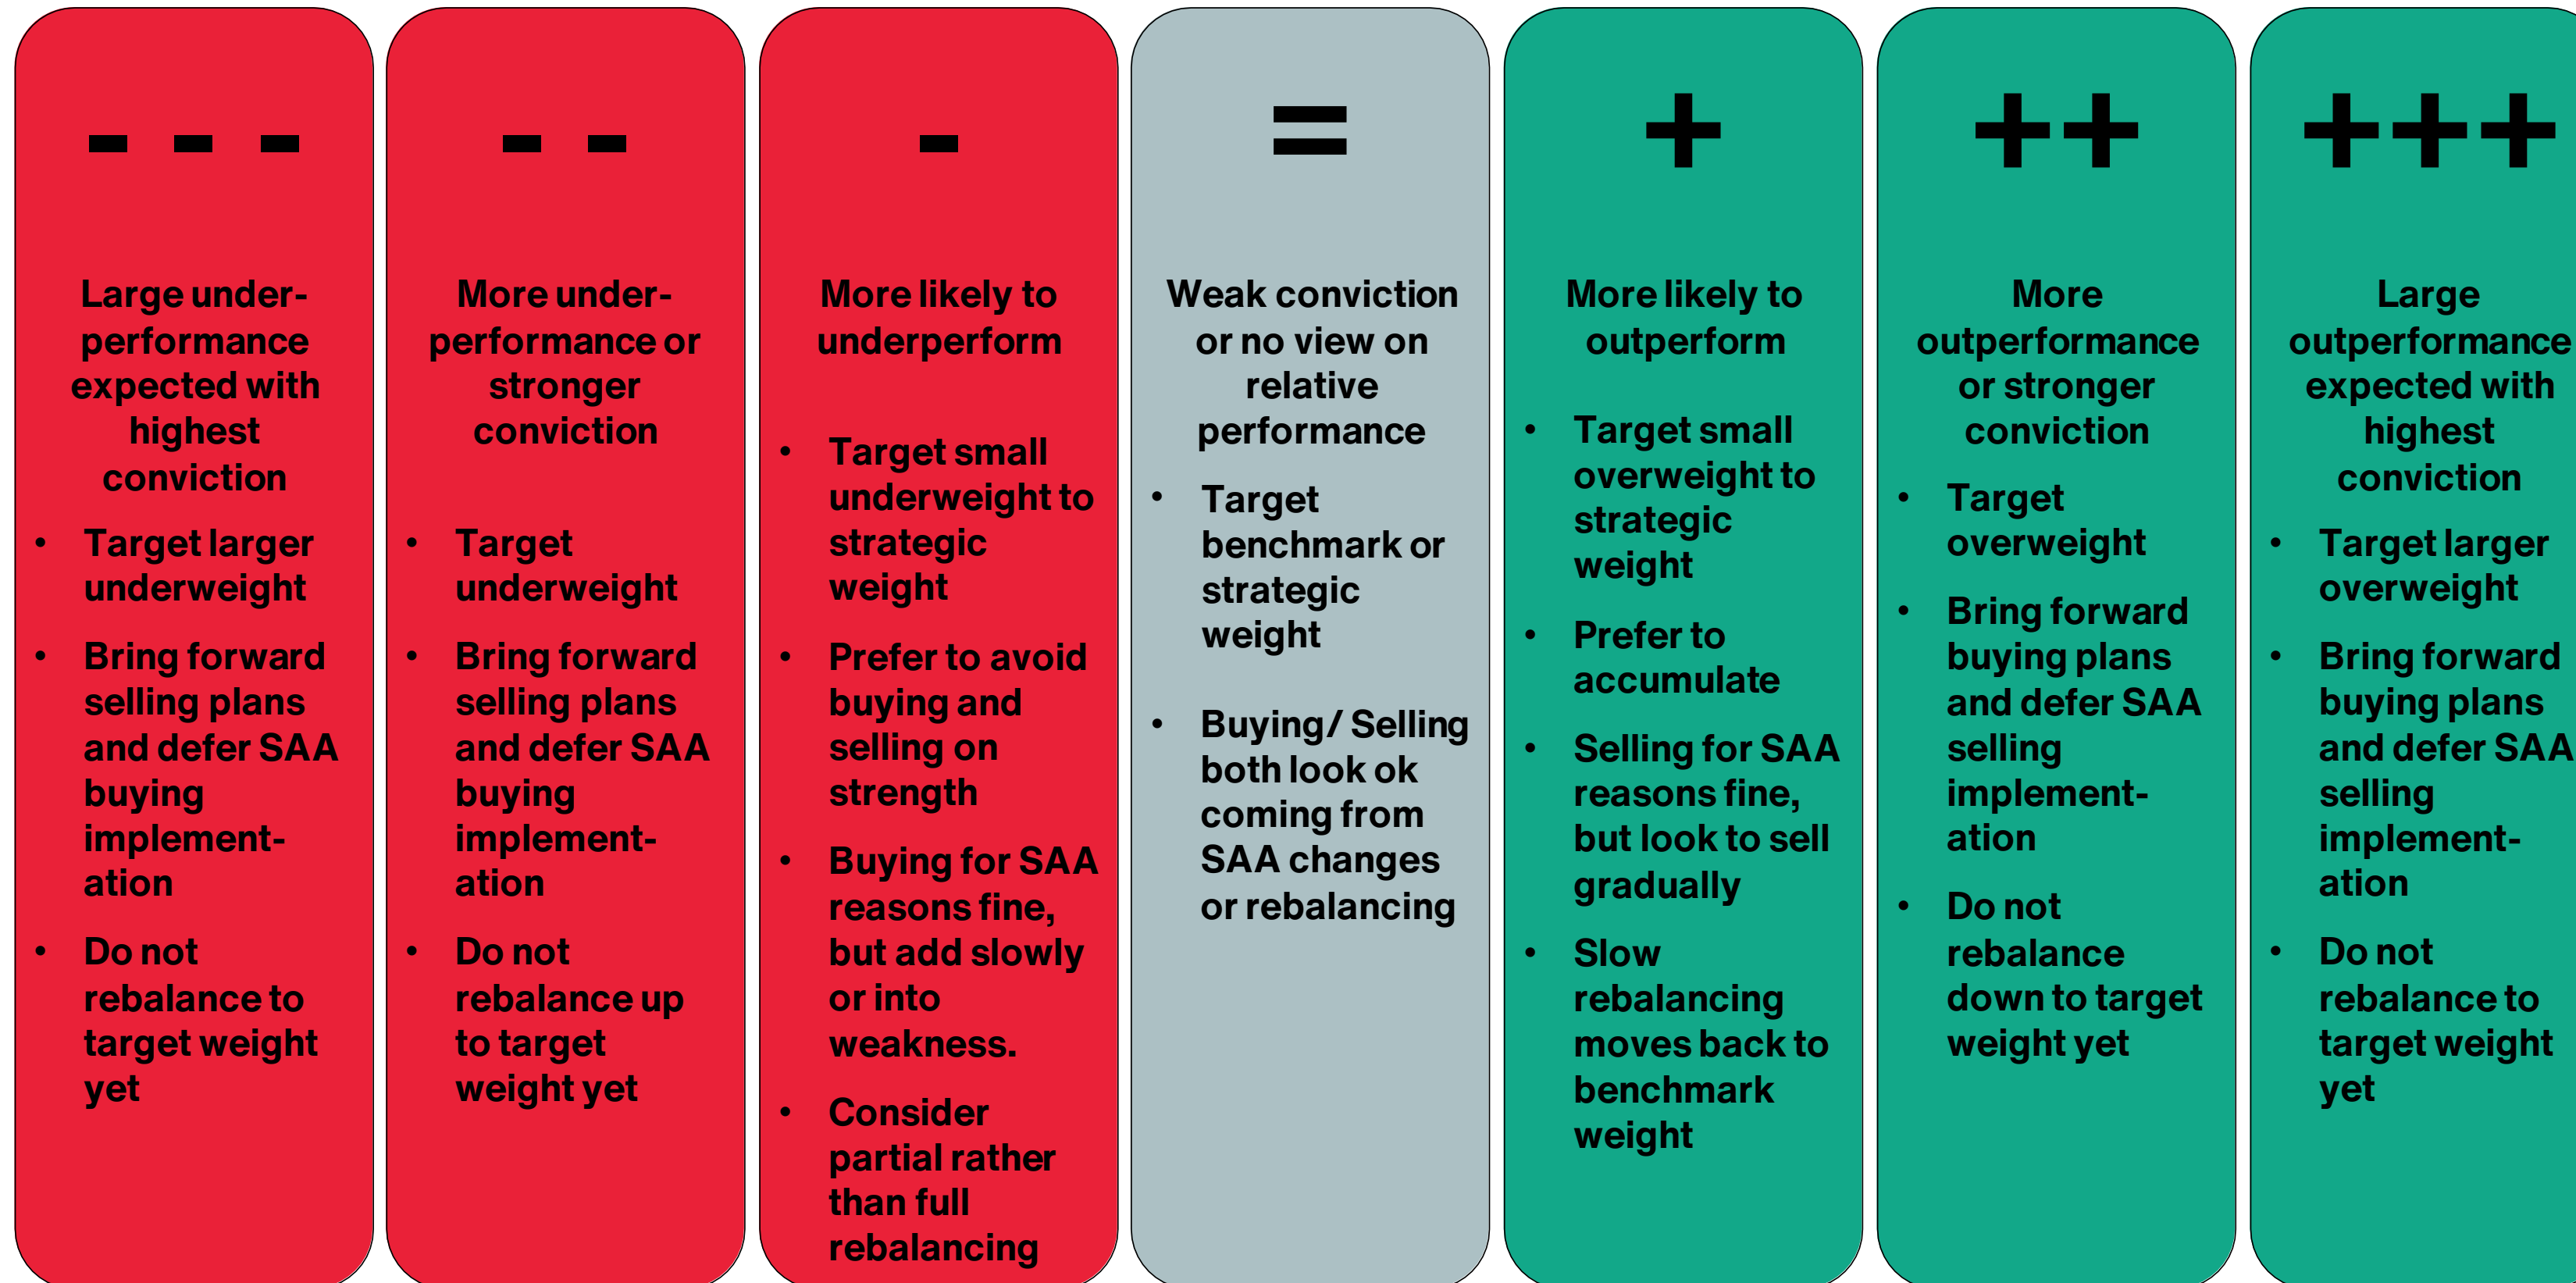 - - -
Large under-
performance
expected with
highest
conviction
• Target larger
underweight
• Bring forward
selling plans
and defer SAA
buying
implement-
ation
• Do not
rebalance to
target weight
yet
- -
More under-
performance or
stronger
conviction
• Target
underweight
• Bring forward
selling plans
and defer SAA
buying
implement-
ation
• Do not
rebalance up
to target
weight yet
-
More likely to
underperform
• Target small
underweight to
strategic
weight
• Prefer to avoid
buying and
selling on
strength
• Buying for SAA
reasons fine,
but add slowly
or into
weakness.
• Consider
partial rather
than full
rebalancing
=
Weak conviction
or no view on
relative
performance
• Target
benchmark or
strategic
weight
• Buying/ Selling
both look ok
coming from
SAA changes
or rebalancing
+
More likely to
outperform
• Target small
overweight to
strategic
weight
• Prefer to
accumulate
• Selling for SAA
reasons fine,
but look to sell
gradually
• Slow
rebalancing
moves back to
benchmark
weight
++
More
outperformance
or stronger
conviction
• Target
overweight
• Bring forward
buying plans
and defer SAA
selling
implement-
ation
• Do not
rebalance
down to target
weight yet
+++
Large
outperformance
expected with
highest
conviction
• Target larger
overweight
• Bring forward
buying plans
and defer SAA
selling
implement-
ation
• Do not
rebalance to
target weight
yet